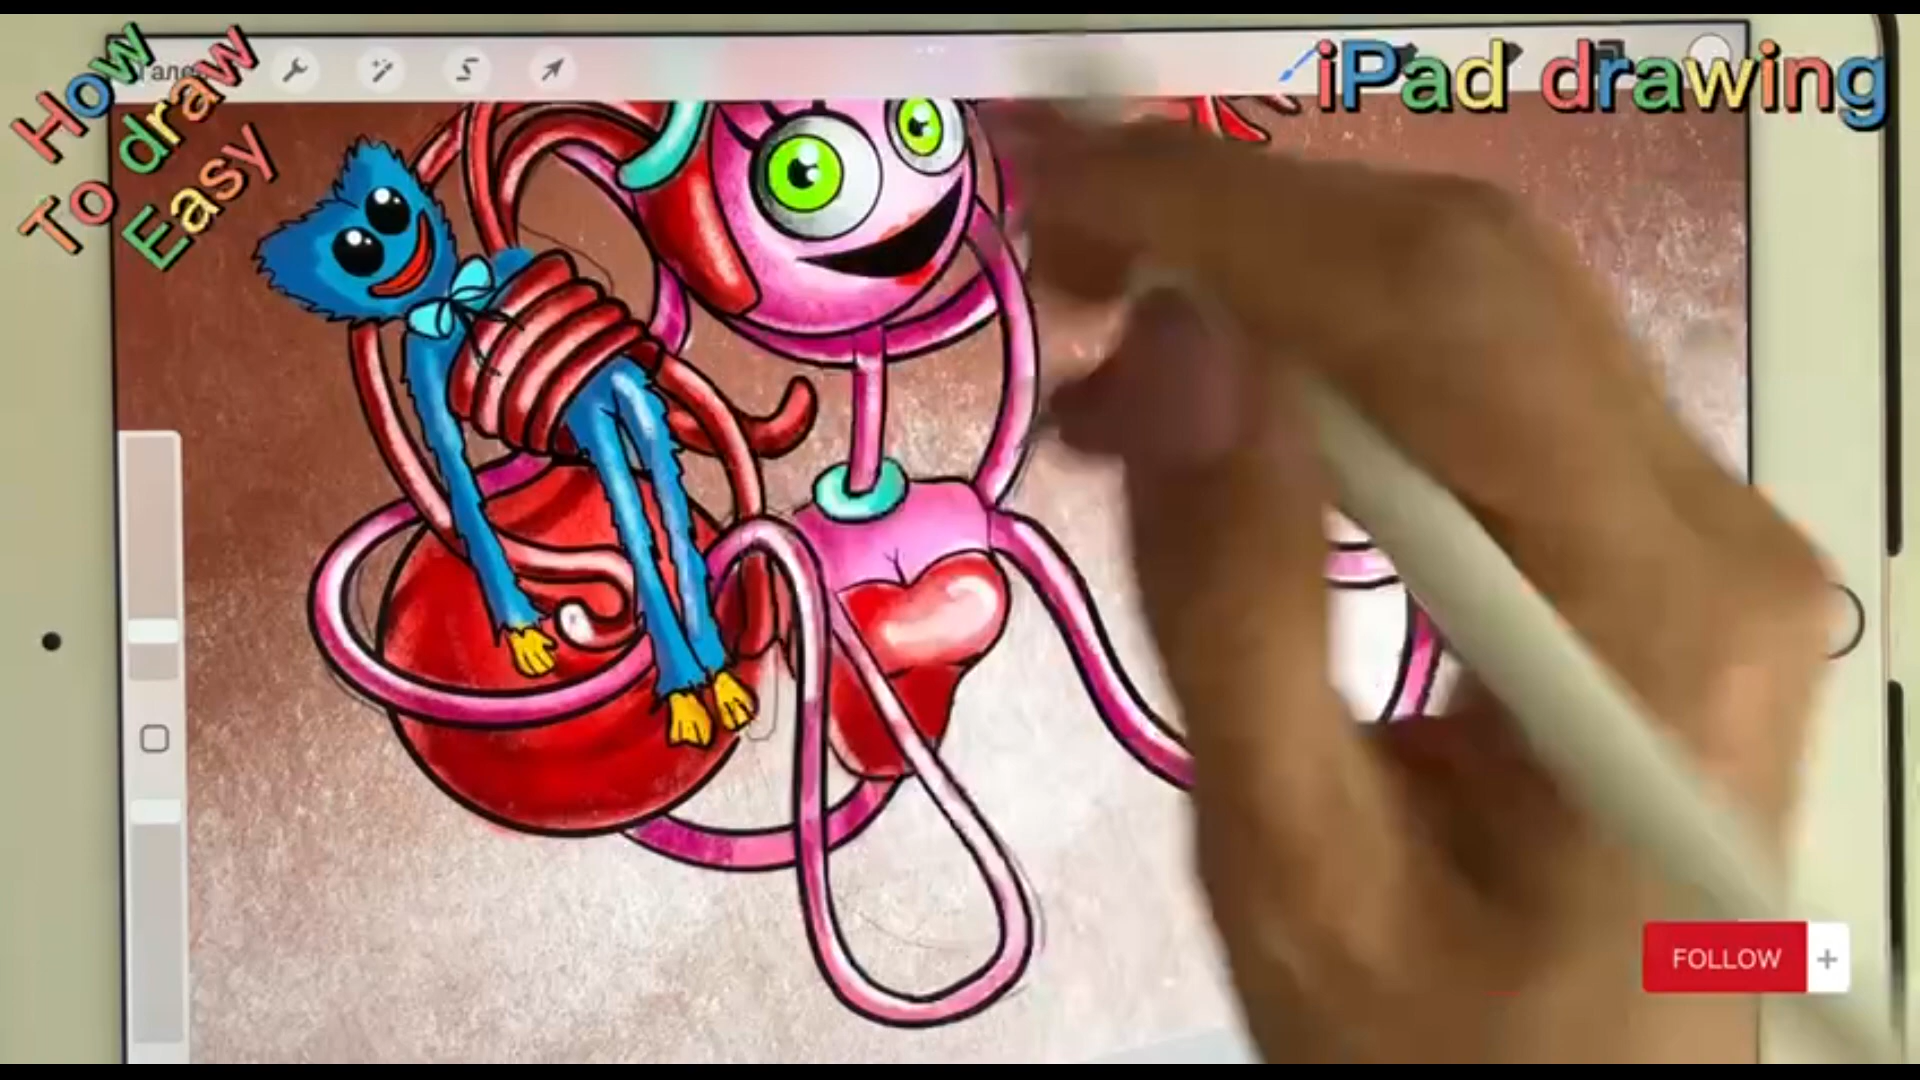 How
To draw
Easy
iPad drawing
FOLLOW